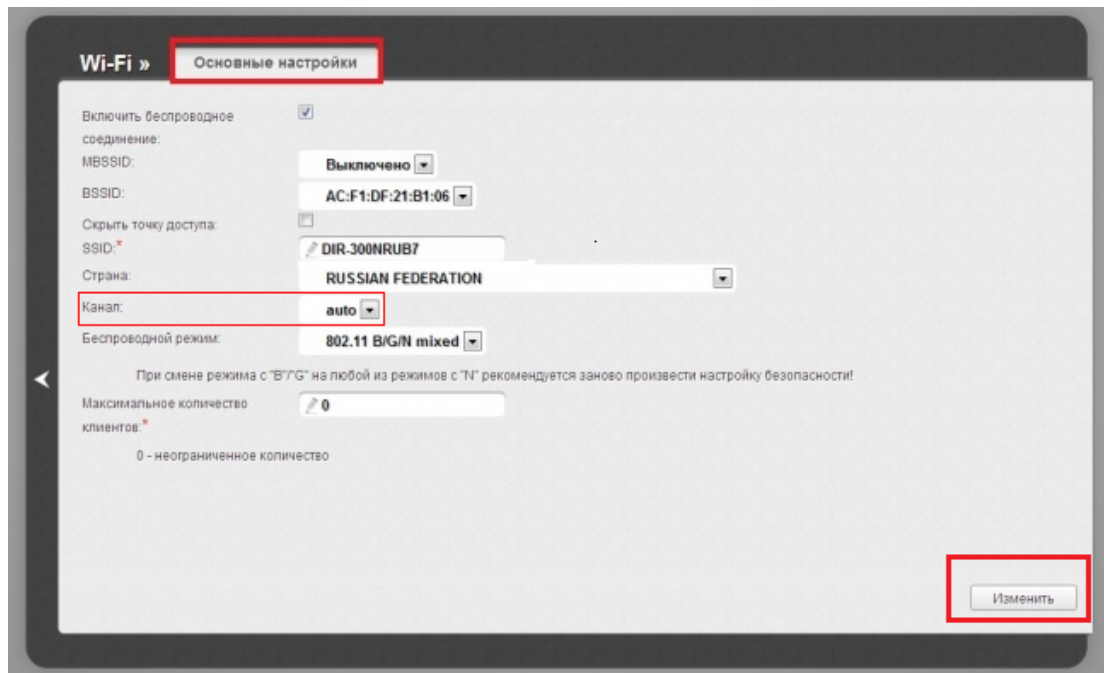 Wi-Fi » Основные настройки
Включить беспроводное
соединение:
MBSSID: Выключено
BSSID: AC:F1:DF:21:B1:06
Скрыть точку доступа:
SSID:* DIR-300NRUB7
Страна: RUSSIAN FEDERATION
Канал: auto
Беспроводной режим: 802.11 B/G/N mixed
При смене режима с "B"/"G" на любой из режимов с "N" рекомендуется заново произвести настройку безопасности!
Максимальное количество
клиентов:* 0
0 - неограниченное количество
Изменить